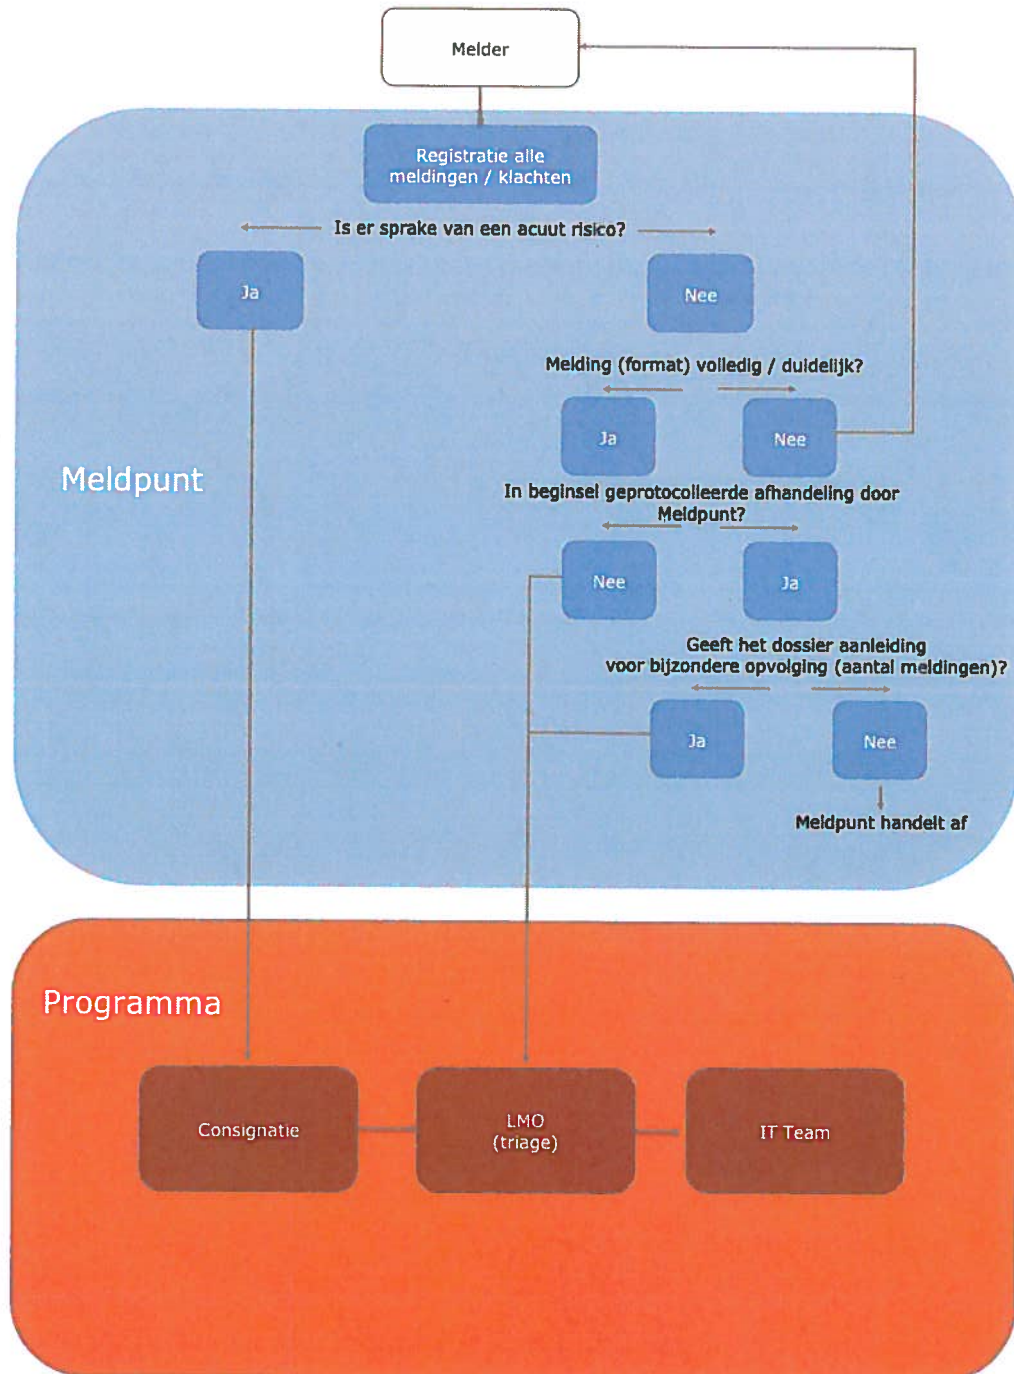 Melder
Registratie alle
meldingen / klachten
Is er sprake van een acuut risico?
Ja
Nee
Melding (format) volledig / duidelijk?
Ja
Nee
Meldpunt
In beginsel geprotocolleerde afhandeling door
Meldpunt?
Nee
Ja
Geeft het dossier aanleiding
voor bijzondere opvolging (aantal meldingen)?
Ja
Nee
Meldpunt handelt af
Programma
Consignatie
LMO
(triage)
IT Team